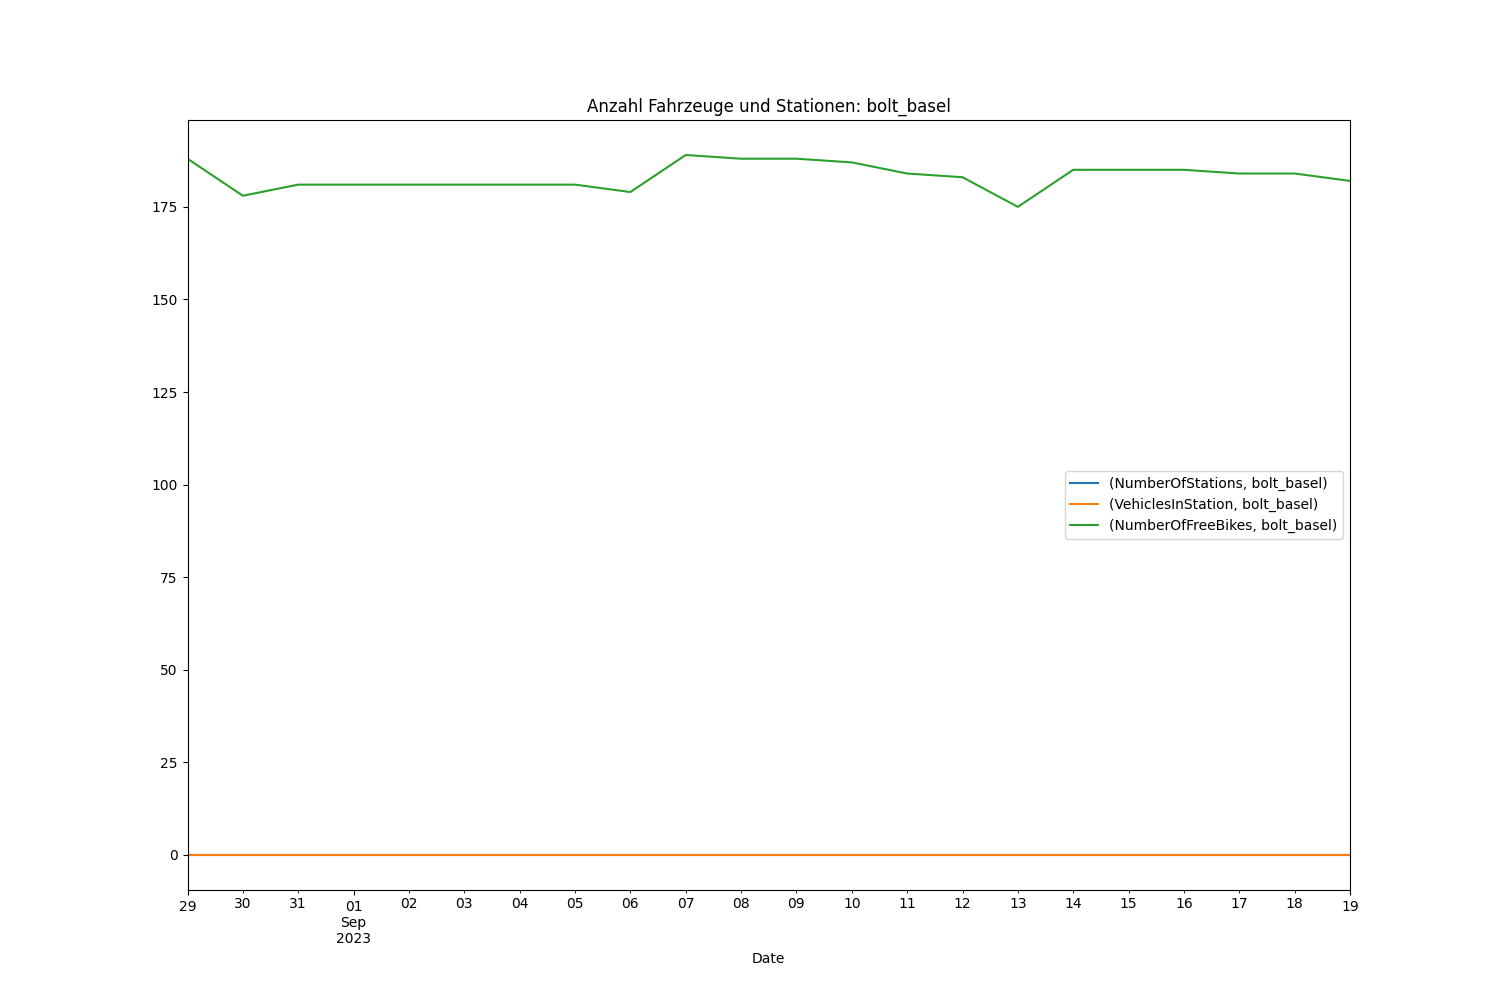 Anzahl Fahrzeuge und Stationen: bolt_basel
175
150
125
100
75
50
25
0
(NumberOfStations, bolt_basel)
(VehiclesInStation, bolt_basel)
(NumberOfFreeBikes, bolt_basel)
29 30 31 01 02 03 04 05 06 07 08 09 10 11 12 13 14 15 16 17 18 19
Sep
2023
Date